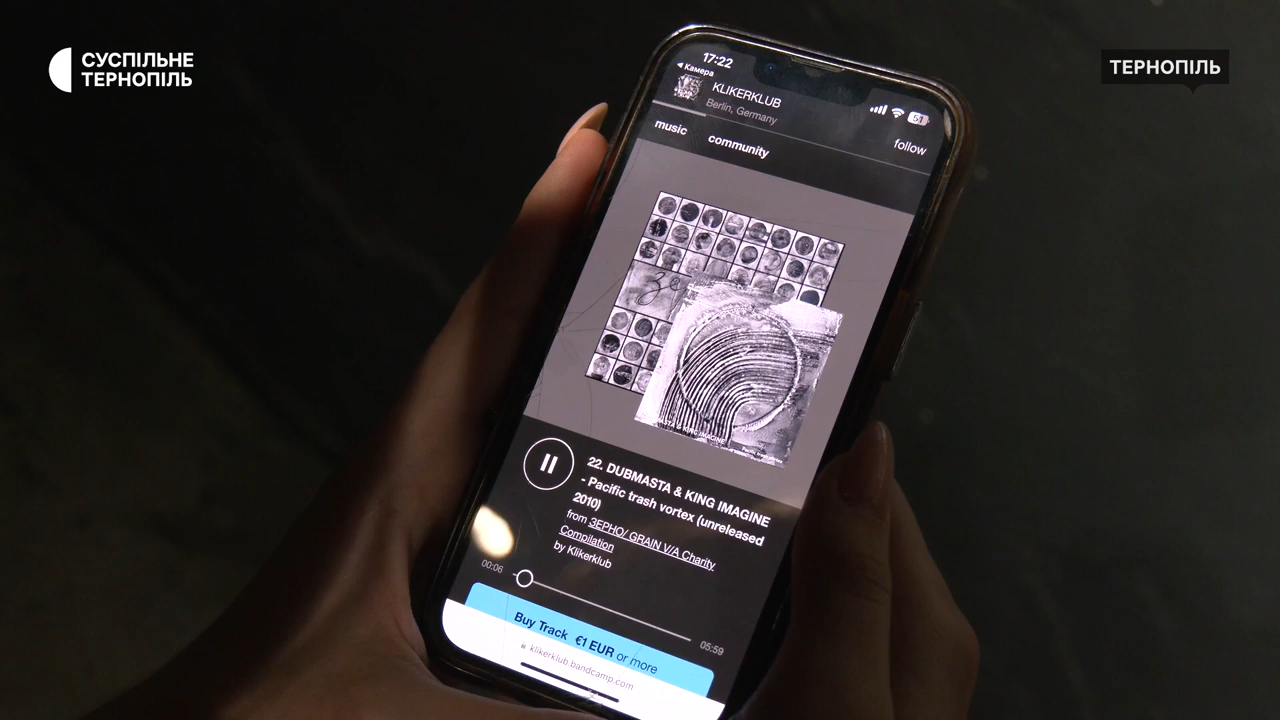 СУСПІЛЬНЕ
ТЕРНОПІЛЬ
ТЕРНОПІЛЬ
17:22
◀ Камера
51
KLIKERKLUB
Berlin, Germany
music
community
follow
22. DUBMASTA & KING IMAGINE
- Pacific trash vortex (unreleased
2010)
from ЗЕРНО/ GRAIN V/A Charity
Compilation
by Klikerklub
00:06
05:59
Buy Track €1 EUR or more
klikerklub.bandcamp.com